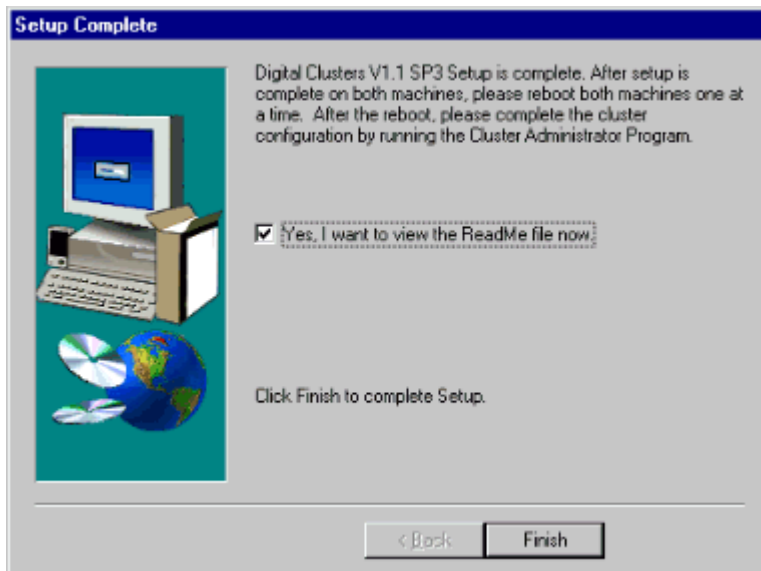 Setup Complete
Digital Clusters V1.1 SP3 Setup is complete. After setup is
complete on both machines, please reboot both machines one at
a time.  After the reboot, please complete the cluster
configuration by running the Cluster Administrator Program.
Yes, I want to view the ReadMe file now.
Click Finish to complete Setup.
< Back
Finish